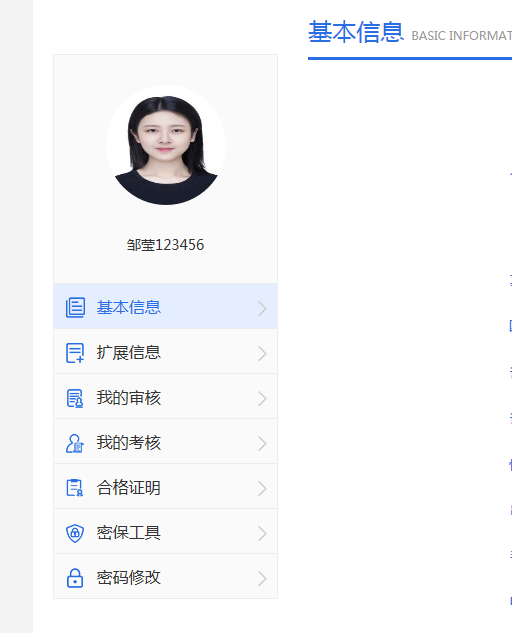 基本信息 BASIC INFORMAT
邹莹123456
基本信息
扩展信息
我的审核
我的考核
合格证明
密保工具
密码修改